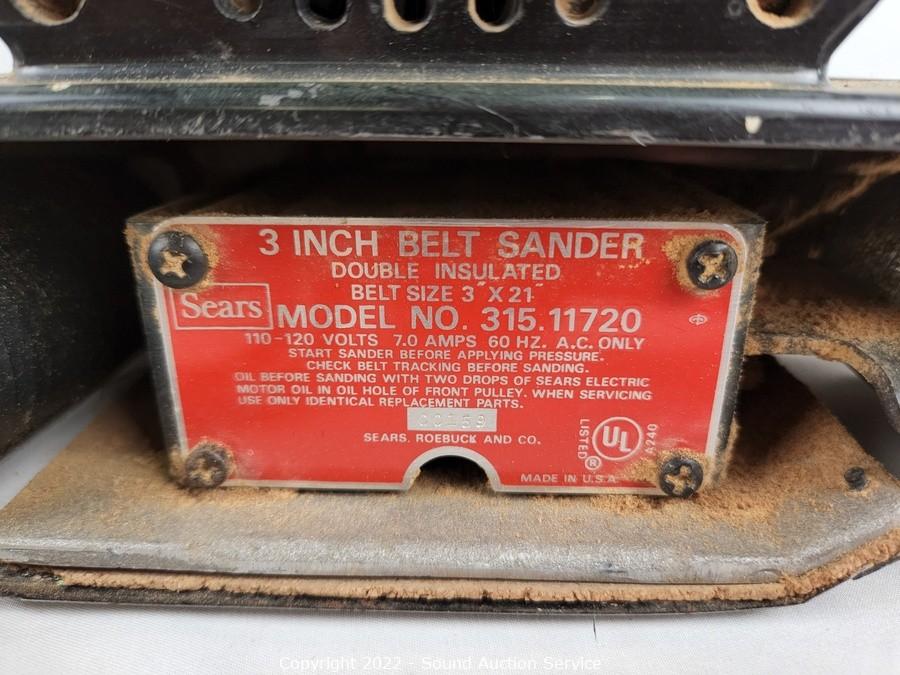 3 INCH BELT SANDER
DOUBLE INSULATED
BELT SIZE 3" X 21"
Sears
MODEL NO. 315.11720
110-120 VOLTS 7.0 AMPS 60 HZ. A.C. ONLY
START SANDER BEFORE APPLYING PRESSURE.
CHECK BELT TRACKING BEFORE SANDING.
OIL BEFORE SANDING WITH TWO DROPS OF SEARS ELECTRIC
MOTOR OIL IN OIL HOLE OF FRONT PULLEY. WHEN SERVICING
USE ONLY IDENTICAL REPLACEMENT PARTS.
SEARS, ROEBUCK AND CO.
LISTED
UL
®
A240
MADE IN U.S.A.
Copyright 2022 - Sound Auction Service